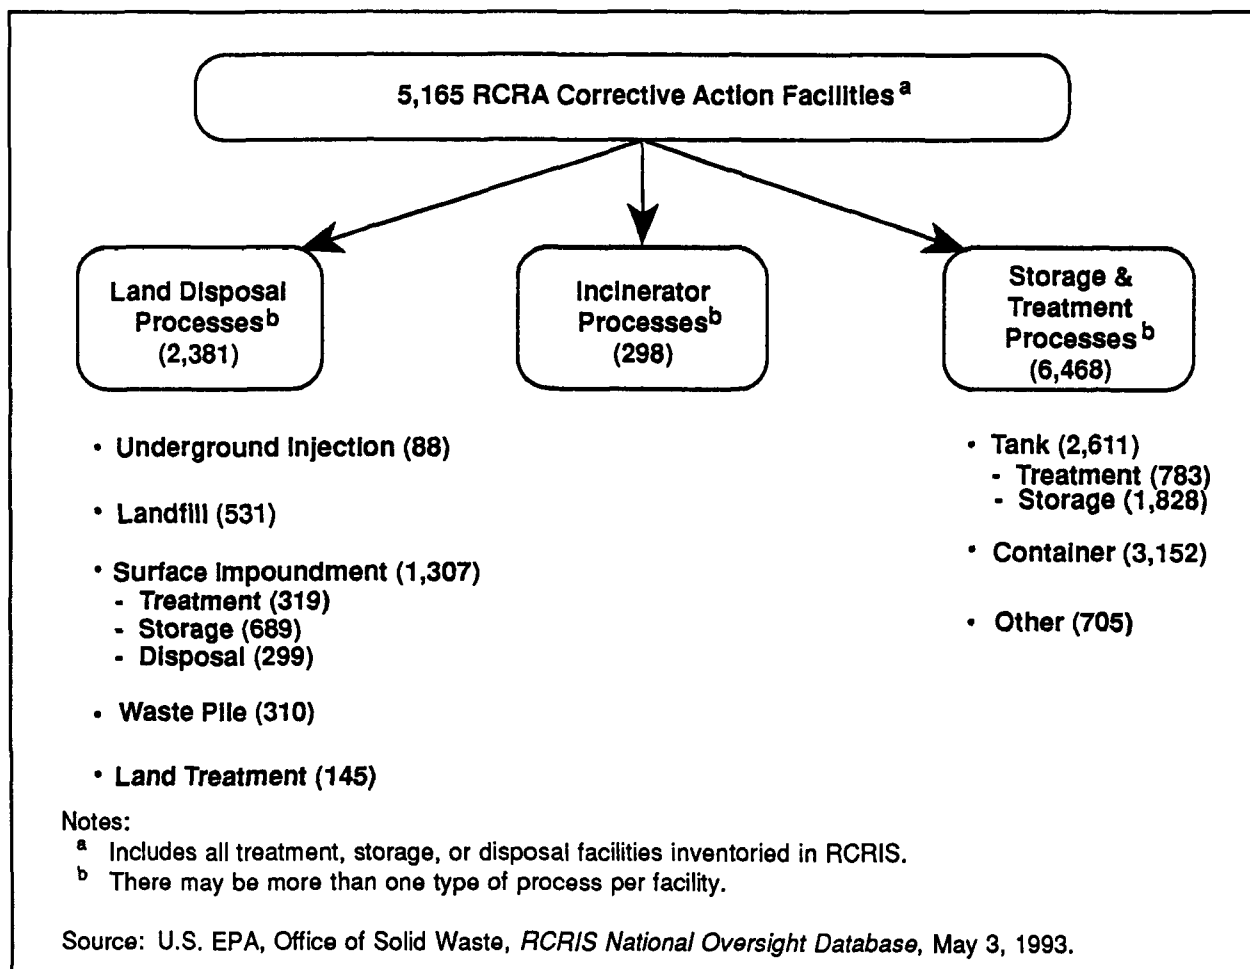 5,165 RCRA Corrective Action Facilities a
Land Disposal
Processes b
(2,381)
Incinerator
Processes b
(298)
Storage &
Treatment
Processes b
(6,468)
• Underground Injection (88)
• Landfill (531)
• Surface Impoundment (1,307)
- Treatment (319)
- Storage (689)
- Disposal (299)
• Waste Pile (310)
• Land Treatment (145)
• Tank (2,611)
- Treatment (783)
- Storage (1,828)
• Container (3,152)
• Other (705)
Notes:
a Includes all treatment, storage, or disposal facilities inventoried in RCRIS.
b There may be more than one type of process per facility.
Source: U.S. EPA, Office of Solid Waste, RCRIS National Oversight Database, May 3, 1993.